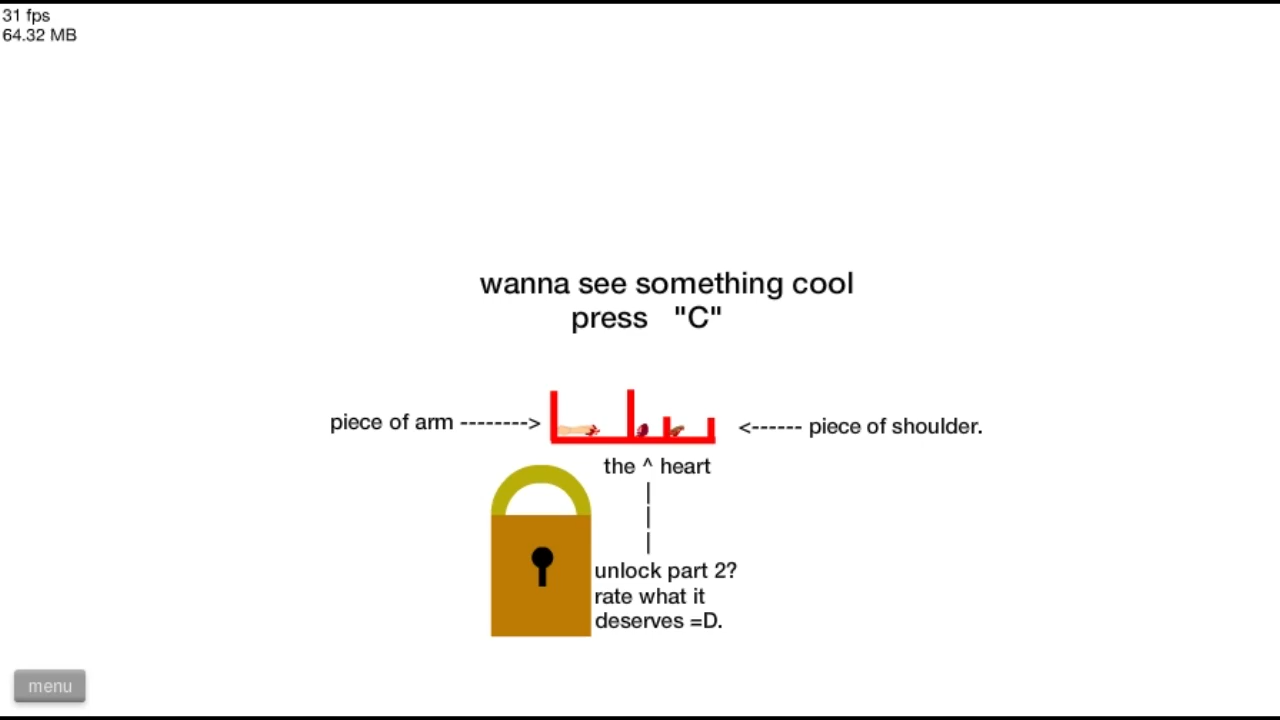 31 fps
64.32 MB
wanna see something cool
press "C"
piece of arm -------->
<------ piece of shoulder.
the ^ heart
|
|
|
unlock part 2?
rate what it
deserves =D.
menu